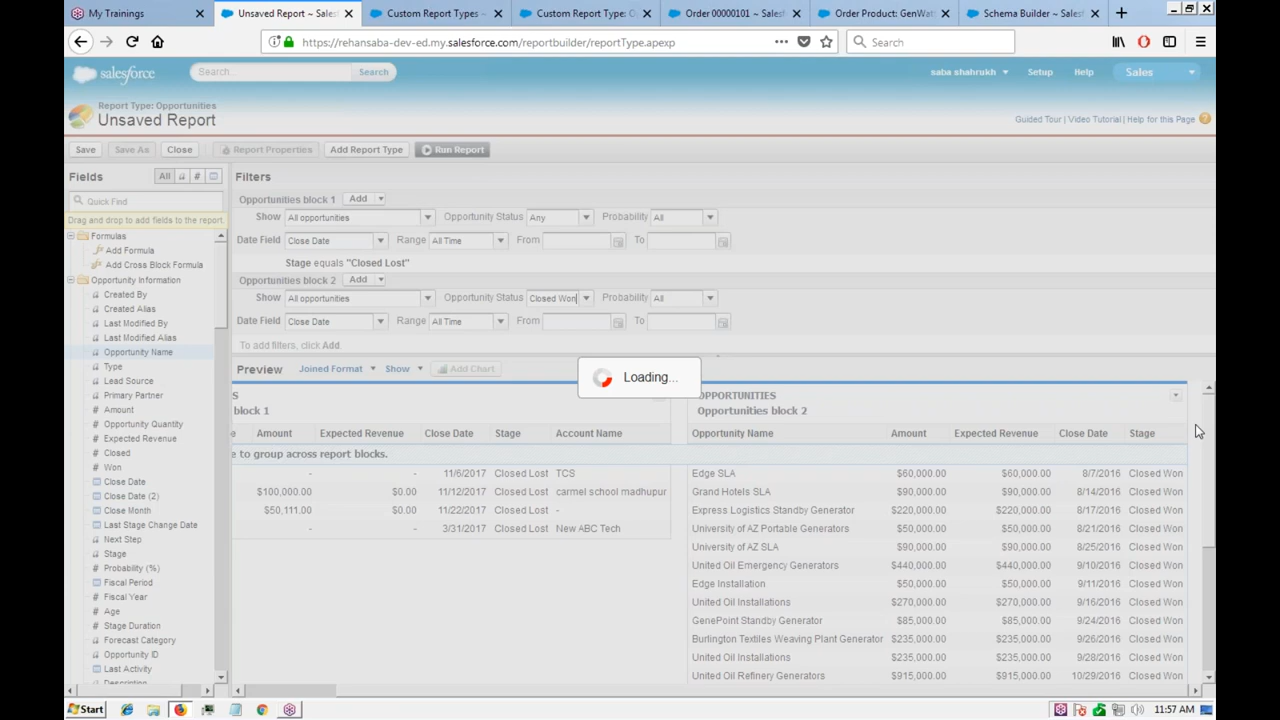 My Trainings
Unsaved Report ~ Sales
Custom Report Types ~
Custom Report Type: O
Order 00000101 ~ Salesf
Order Product: GenWatt
Schema Builder ~ Salesfo
https://rehansaba-dev-ed.my.salesforce.com/reportbuilder/reportType.apexp
Search
salesforce
Search...
Search
saba shahrukh
Setup
Help
Sales
Report Type: Opportunities
Unsaved Report
Guided Tour | Video Tutorial | Help for this Page
Save
Save As
Close
Report Properties
Add Report Type
Run Report
Fields
All
#
Quick Find
Drag and drop to add fields to the report.
Formulas
Add Formula
Add Cross Block Formula
Opportunity Information
Created By
Created Alias
Last Modified By
Last Modified Alias
Opportunity Name
Type
Lead Source
Primary Partner
# Amount
# Opportunity Quantity
# Expected Revenue
# Closed
# Won
Close Date
Close Date (2)
Close Month
Last Stage Change Date
Next Step
Stage
# Probability (%)
Fiscal Period
# Fiscal Year
# Age
# Stage Duration
# Forecast Category
Opportunity ID
Last Activity
Description
Filters
Opportunities block 1 Add
Show All opportunities Opportunity Status Any Probability All
Date Field Close Date Range All Time From To
Stage equals "Closed Lost"
Opportunities block 2 Add
Show All opportunities Opportunity Status Closed Won Probability All
Date Field Close Date Range All Time From To
To add filters, click Add.
Preview Joined Format Show Add Chart
Loading...
S
block 1
e Amount Expected Revenue Close Date Stage Account Name
e to group across report blocks.
- - 11/6/2017 Closed Lost TCS
$100,000.00 $0.00 11/12/2017 Closed Lost carmel school madhupur
$50,111.00 $0.00 11/22/2017 Closed Lost -
- - 3/31/2017 Closed Lost New ABC Tech
OPPORTUNITIES
Opportunities block 2
Opportunity Name Amount Expected Revenue Close Date Stage
Edge SLA $60,000.00 $60,000.00 8/7/2016 Closed Won
Grand Hotels SLA $90,000.00 $90,000.00 8/14/2016 Closed Won
Express Logistics Standby Generator $220,000.00 $220,000.00 8/17/2016 Closed Won
University of AZ Portable Generators $50,000.00 $50,000.00 8/21/2016 Closed Won
University of AZ SLA $90,000.00 $90,000.00 8/25/2016 Closed Won
United Oil Emergency Generators $440,000.00 $440,000.00 9/10/2016 Closed Won
Edge Installation $50,000.00 $50,000.00 9/11/2016 Closed Won
United Oil Installations $270,000.00 $270,000.00 9/16/2016 Closed Won
GenePoint Standby Generator $85,000.00 $85,000.00 9/24/2016 Closed Won
Burlington Textiles Weaving Plant Generator $235,000.00 $235,000.00 9/26/2016 Closed Won
United Oil Installations $235,000.00 $235,000.00 9/28/2016 Closed Won
United Oil Refinery Generators $915,000.00 $915,000.00 10/29/2016 Closed Won
Start
11:57 AM